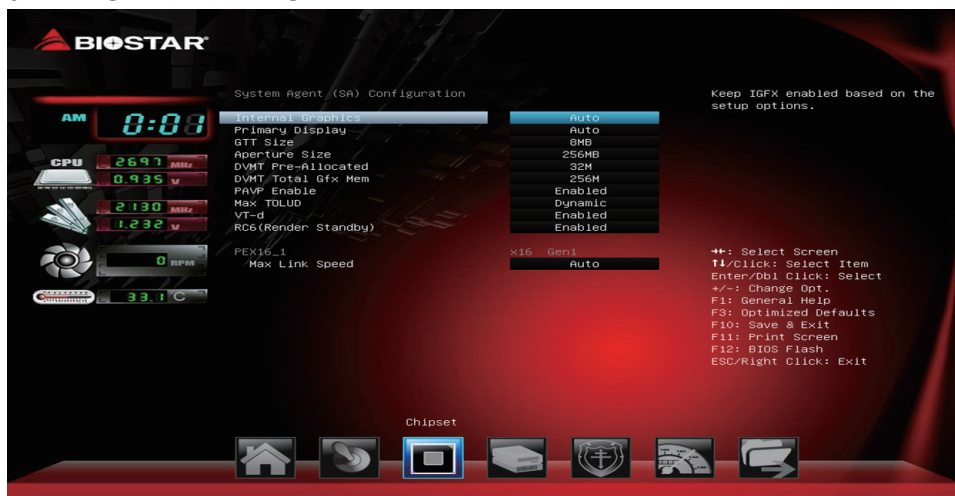 BIOSTAR
System Agent (SA) Configuration
Internal Graphics Auto
Primary Display Auto
GTT Size 8MB
Aperture Size 256MB
DVMT Pre-Allocated 32M
DVMT Total Gfx Mem 256M
PAVP Enable Enabled
Max TOLUD Dynamic
VT-d Enabled
RC6(Render Standby) Enabled
PEX16_1 x16 Gen1
Max Link Speed Auto
Keep IGFX enabled based on the
setup options.
→←: Select Screen
↑↓/Click: Select Item
Enter/Dbl Click: Select
+/-: Change Opt.
F1: General Help
F3: Optimized Defaults
F10: Save & Exit
F11: Print Screen
F12: BIOS Flash
ESC/Right Click: Exit
AM 0:01
CPU 2697 MHz
0.935 V
2130 MHz
1.232 V
0 RPM
33.1 C
Chipset